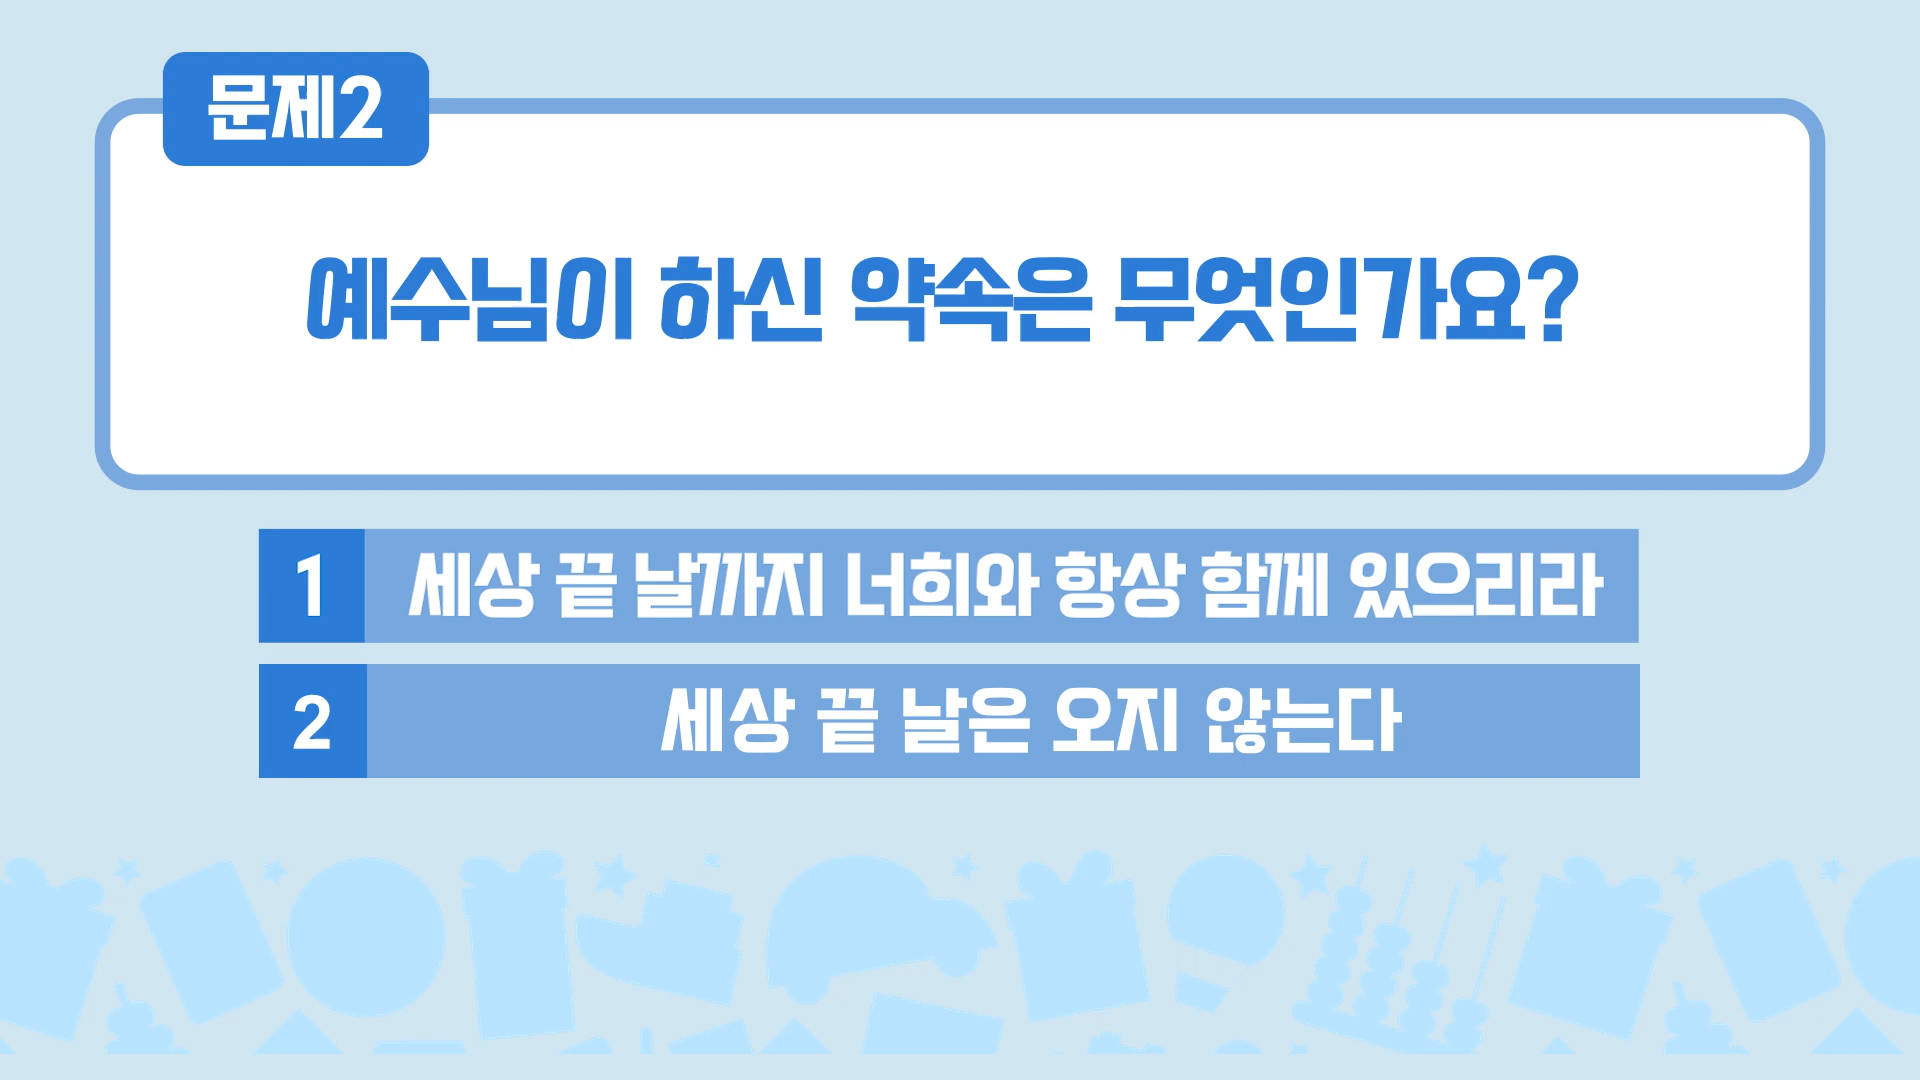 문제2
예수님이 하신 약속은 무엇인가요?
1 세상 끝 날까지 너희와 항상 함께 있으리라
2 세상 끝 날은 오지 않는다